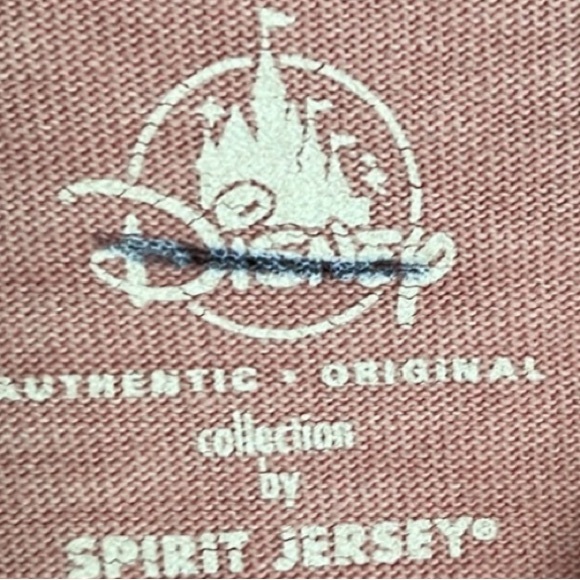 Disney
AUTHENTIC • ORIGINAL
collection
by
SPIRIT JERSEY®